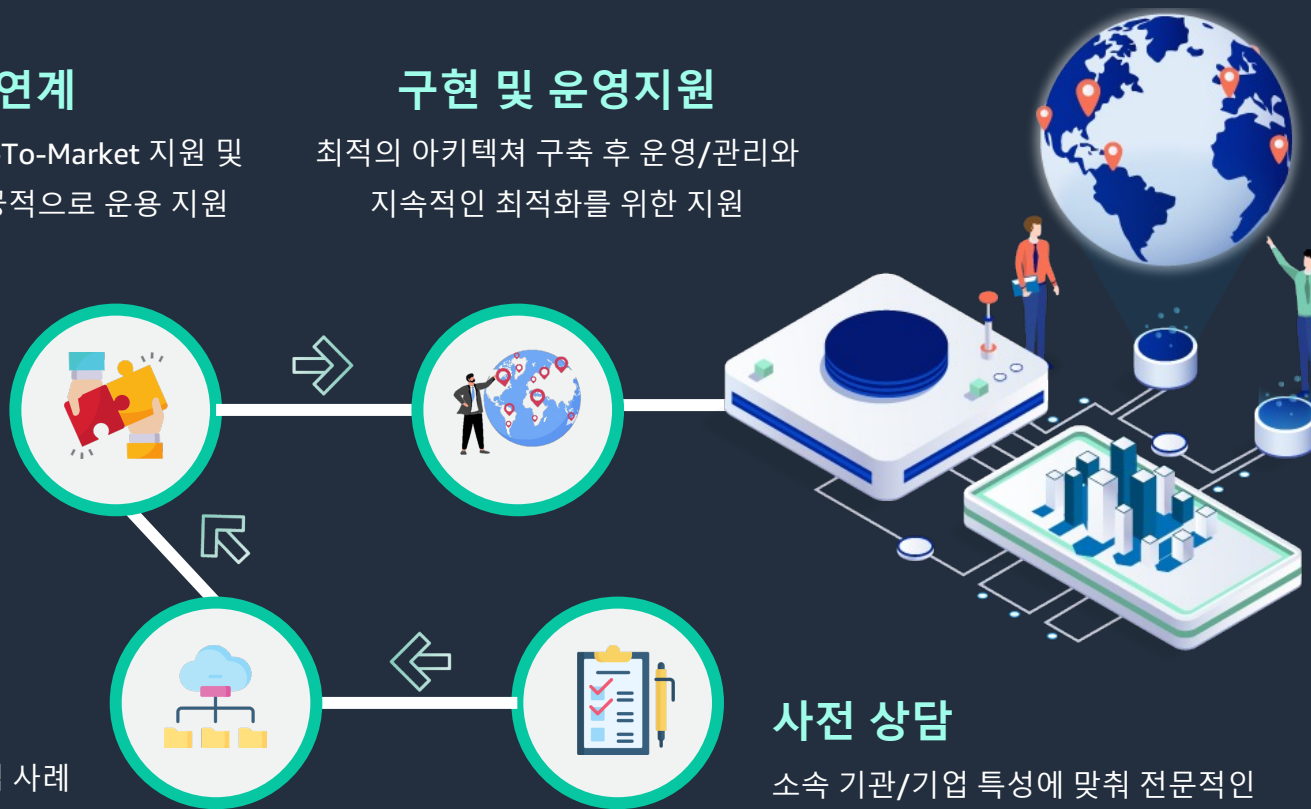 연계
To-Market 지원 및
적으로 운용 지원
구현 및 운영지원
최적의 아키텍쳐 구축 후 운영/관리와
지속적인 최적화를 위한 지원
사례
사전 상담
소속 기관/기업 특성에 맞춰 전문적인